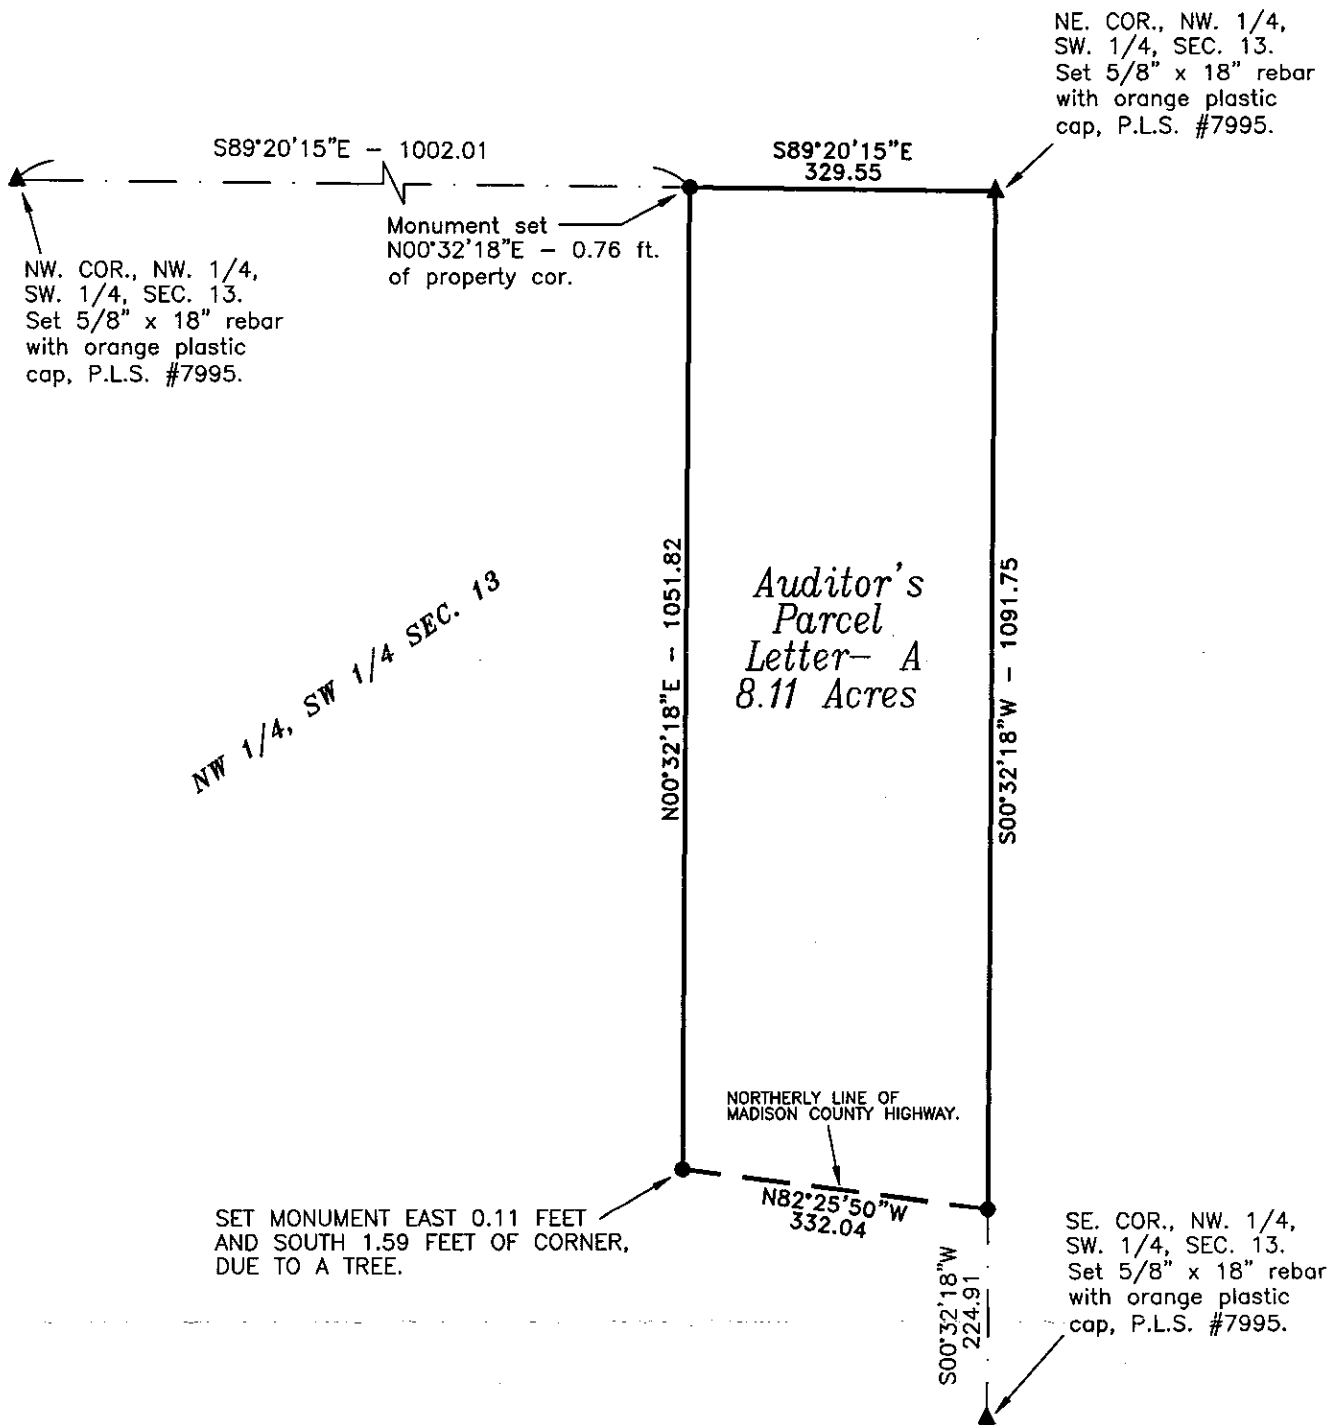 NE. COR., NW. 1/4,
SW. 1/4, SEC. 13.
Set 5/8" x 18" rebar
with orange plastic
cap, P.L.S. #7995.
S89°20'15"E - 1002.01
S89°20'15"E
329.55
Monument set
N00°32'18"E - 0.76 ft.
of property cor.
NW. COR., NW. 1/4,
SW. 1/4, SEC. 13.
Set 5/8" x 18" rebar
with orange plastic
cap, P.L.S. #7995.
NW 1/4, SW 1/4 SEC. 13
N00°32'18"E - 1051.82
Auditor's
Parcel
Letter- A
8.11 Acres
S00°32'18"W - 1091.75
NORTHERLY LINE OF
MADISON COUNTY HIGHWAY.
N82°25'50"W
332.04
SET MONUMENT EAST 0.11 FEET
AND SOUTH 1.59 FEET OF CORNER,
DUE TO A TREE.
S00°32'18"W
224.91
SE. COR., NW. 1/4,
SW. 1/4, SEC. 13.
Set 5/8" x 18" rebar
with orange plastic
cap, P.L.S. #7995.